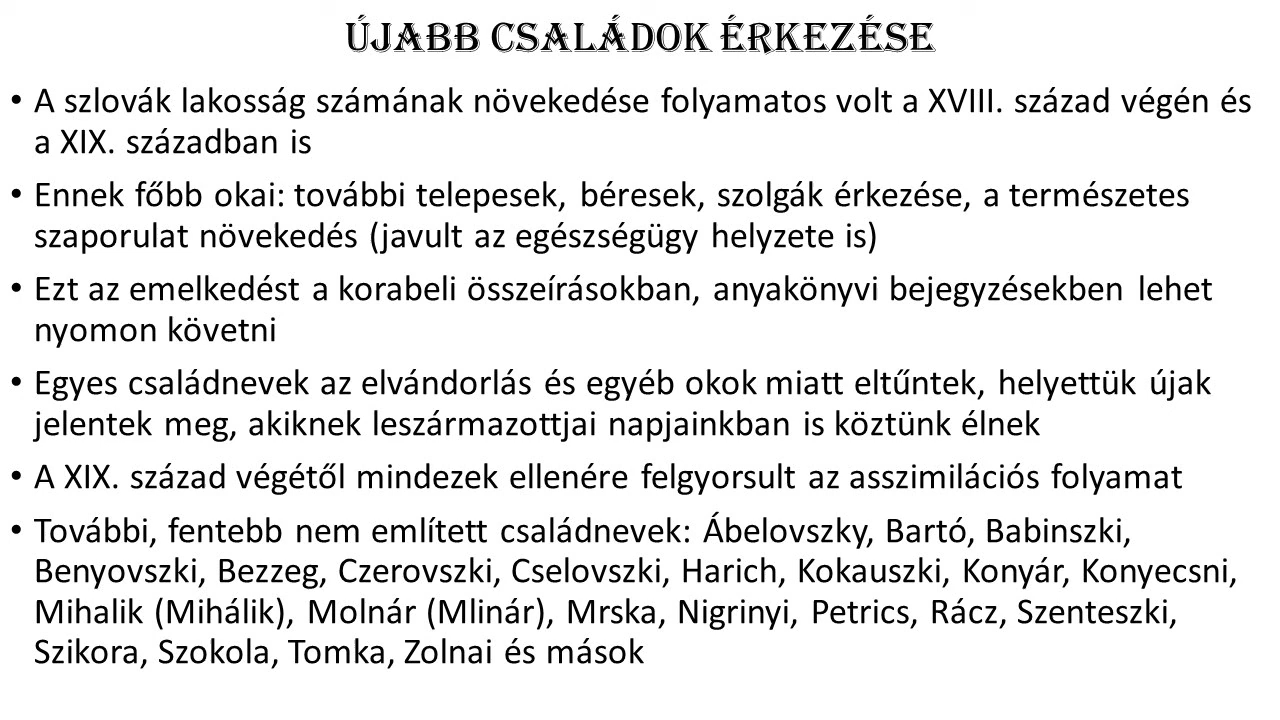 ÚJABB CSALÁDOK ÉRKEZÉSE
• A szlovák lakosság számának növekedése folyamatos volt a XVIII. század végén és
a XIX. században is
• Ennek főbb okai: további telepesek, béresek, szolgák érkezése, a természetes
szaporulat növekedés (javult az egészségügy helyzete is)
• Ezt az emelkedést a korabeli összeírásokban, anyakönyvi bejegyzésekben lehet
nyomon követni
• Egyes családnevek az elvándorlás és egyéb okok miatt eltűntek, helyettük újak
jelentek meg, akiknek leszármazottjai napjainkban is köztünk élnek
• A XIX. század végétől mindezek ellenére felgyorsult az asszimilációs folyamat
• További, fentebb nem említett családnevek: Ábelovszky, Bartó, Babinszki,
Benyovszki, Bezzeg, Czerovszki, Cselovszki, Harich, Kokauszki, Konyár, Konyecsni,
Mihalik (Mihálik), Molnár (Mlinár), Mrska, Nigrinyi, Petrics, Rácz, Szenteszki,
Szikora, Szokola, Tomka, Zolnai és mások